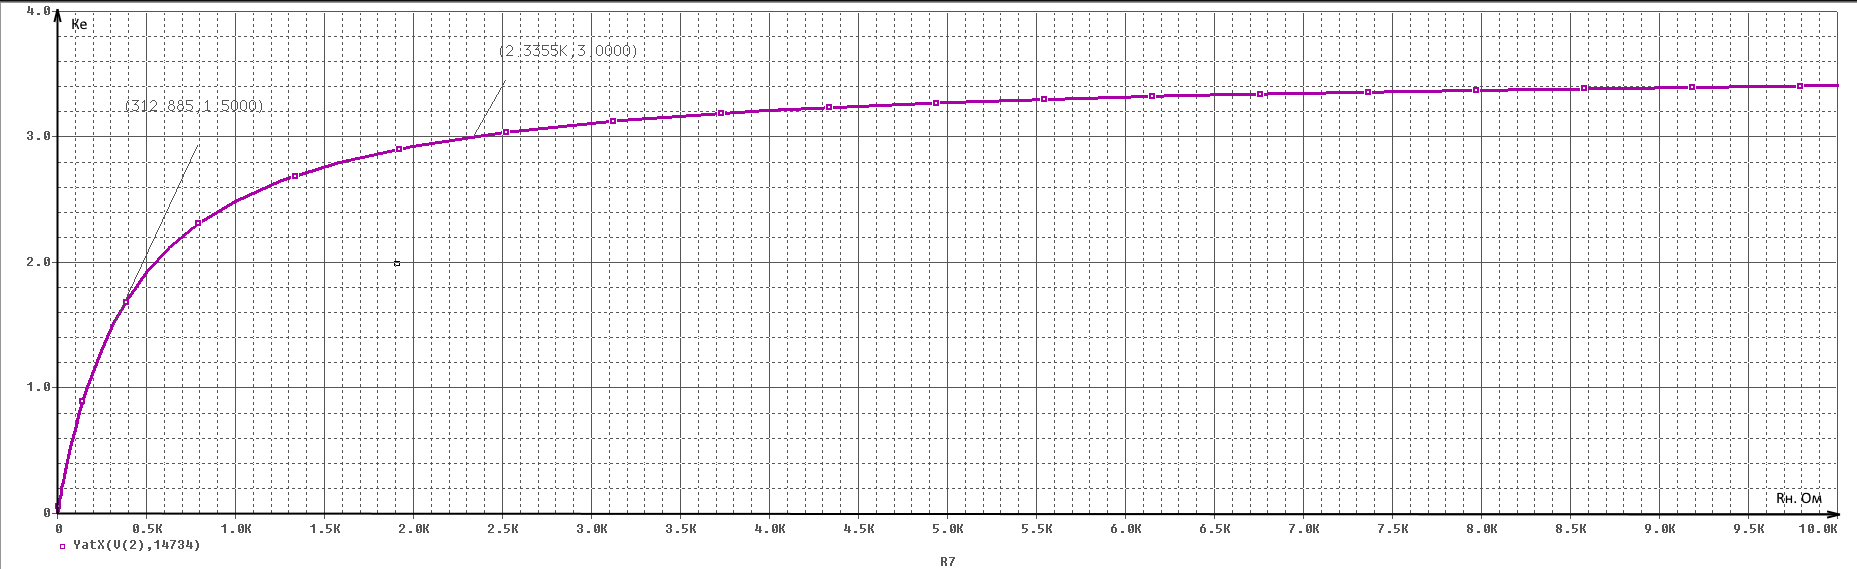 4.0
Ke
(2.3355K,3.0000)
(312.885,1.5000)
3.0
2.0
1.0
0
0 0.5K 1.0K 1.5K 2.0K 2.5K 3.0K 3.5K 4.0K 4.5K 5.0K 5.5K 6.0K 6.5K 7.0K 7.5K 8.0K 8.5K 9.0K 9.5K 10.0K
Rн. Ом
YatX(V(2),14734)
R7